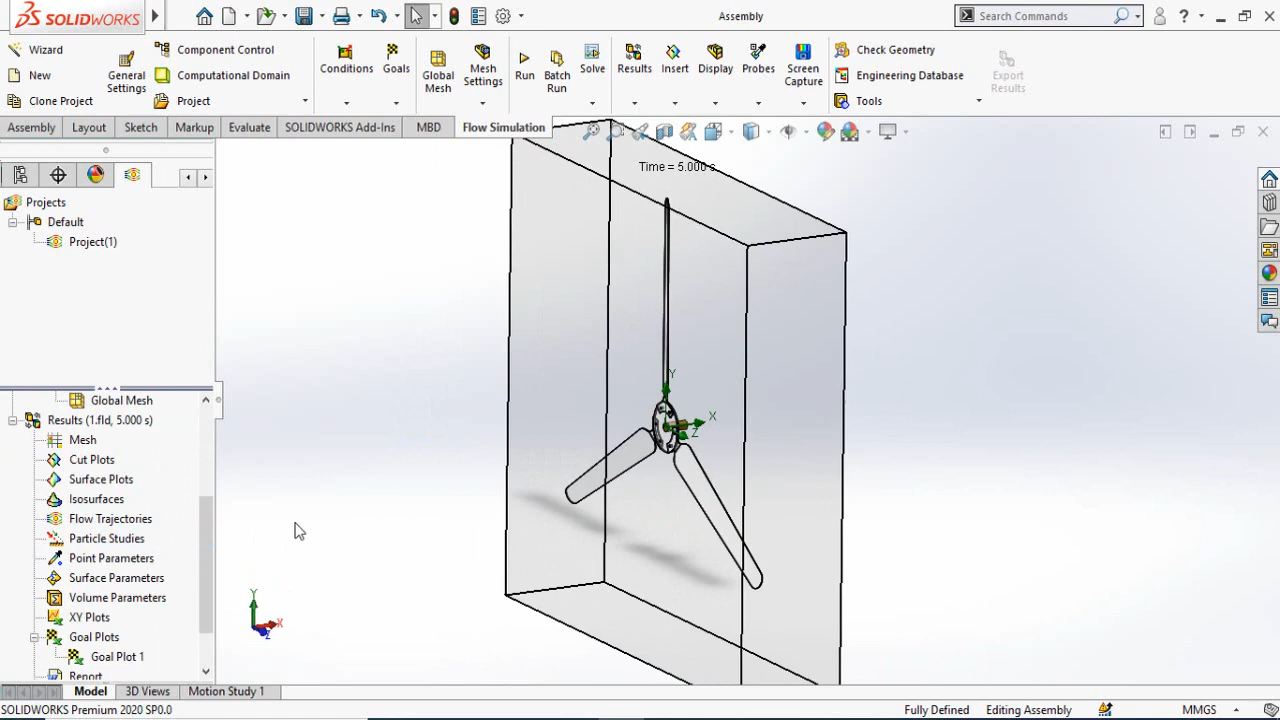 SOLIDWORKS
Assembly
Search Commands
Wizard
New
Clone Project
General Settings
Component Control
Computational Domain
Project
Conditions
Goals
Global Mesh
Mesh Settings
Run
Batch Run
Solve
Results
Insert
Display
Probes
Screen Capture
Check Geometry
Engineering Database
Tools
Export Results
Assembly
Layout
Sketch
Markup
Evaluate
SOLIDWORKS Add-Ins
MBD
Flow Simulation
Time = 5.000 s
Projects
Default
Project(1)
Global Mesh
Results (1.fld, 5.000 s)
Mesh
Cut Plots
Surface Plots
Isosurfaces
Flow Trajectories
Particle Studies
Point Parameters
Surface Parameters
Volume Parameters
XY Plots
Goal Plots
Goal Plot 1
Report
Y
X
Z
Y
X
Z
Model
3D Views
Motion Study 1
SOLIDWORKS Premium 2020 SP0.0
Fully Defined
Editing Assembly
MMGS